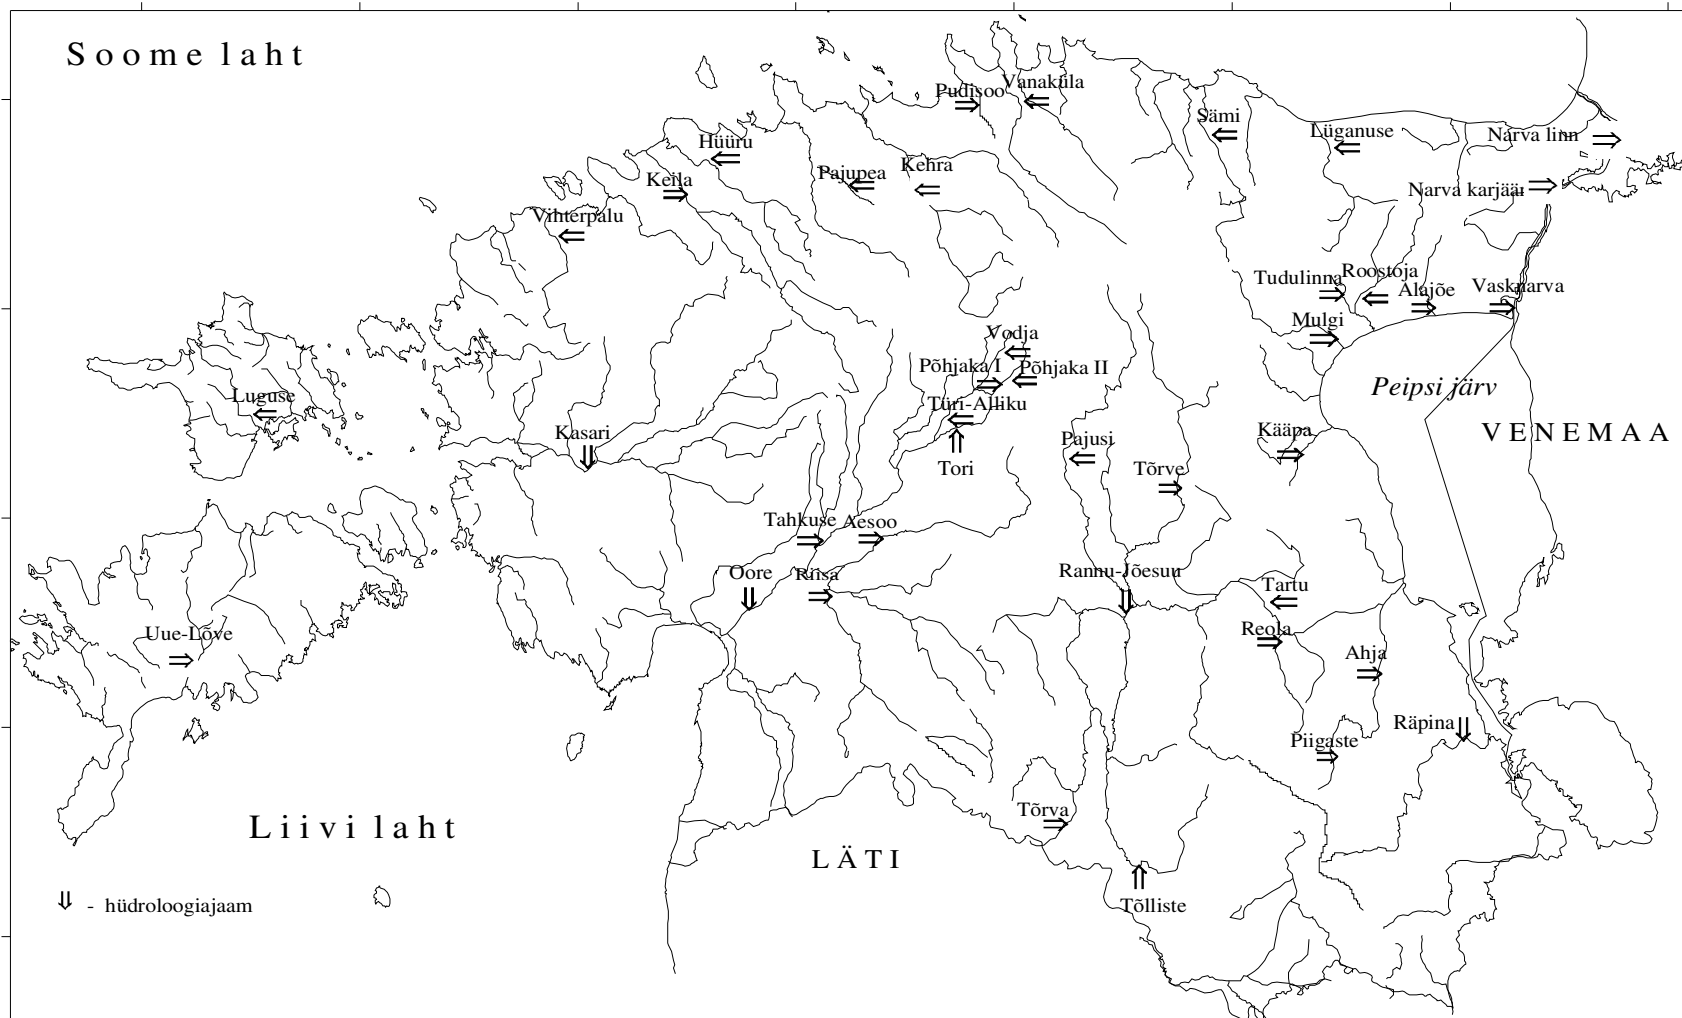 Soome laht
Pudisoo
Vanaküla
Sämi
Lüganuse
Narva linn
Hüüru
Pajupea
Kehra
Keila
Narva karjäär
Vihterpalu
Tudulinna
Roostoja
Alajõe
Vasknarva
Mulgi
Vodja
Põhjaka I
Põhjaka II
Peipsi järv
Luguse
Türi-Alliku
VENEMAA
Kasari
Pajusi
Kääpa
Tori
Tõrve
Tahkuse
Aesoo
Oore
Riisa
Rannu-Jõesuu
Tartu
Uue-Lõve
Reola
Ahja
Räpina
Piigaste
Tõrva
Liivi laht
LÄTI
Tõlliste
⇓ - hüdroloogiajaam